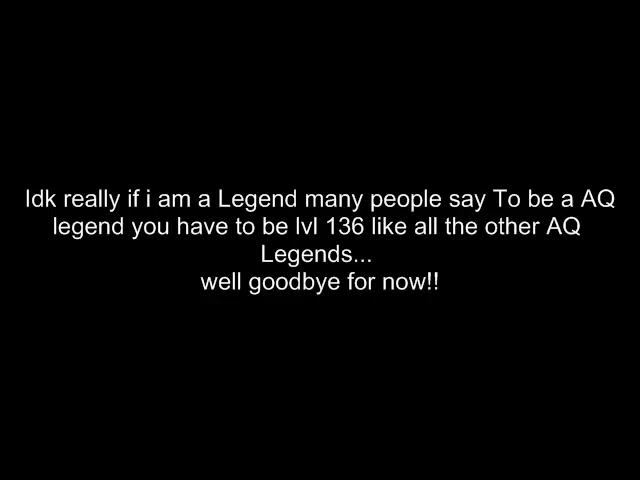 Idk really if i am a Legend many people say To be a AQ
legend you have to be lvl 136 like all the other AQ
Legends...
well goodbye for now!!